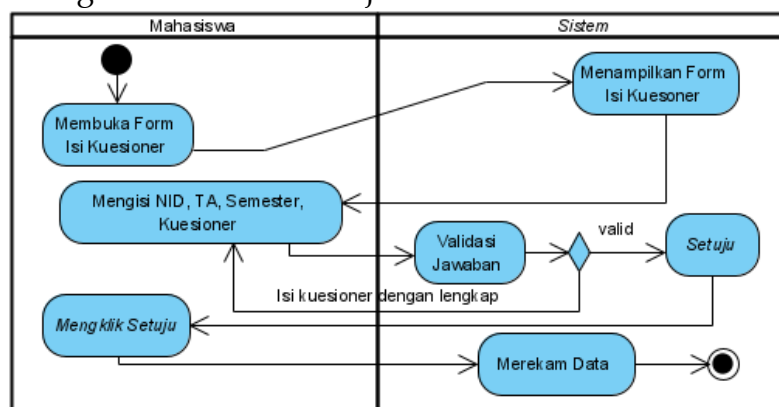 Mahasiswa
Sistem
Menampilkan Form
Isi Kuesoner
Membuka Form
Isi Kuesioner
Mengisi NID, TA, Semester,
Kuesioner
Validasi
Jawaban
valid
Setuju
Isi kuesioner dengan lengkap
Mengklik Setuju
Merekam Data